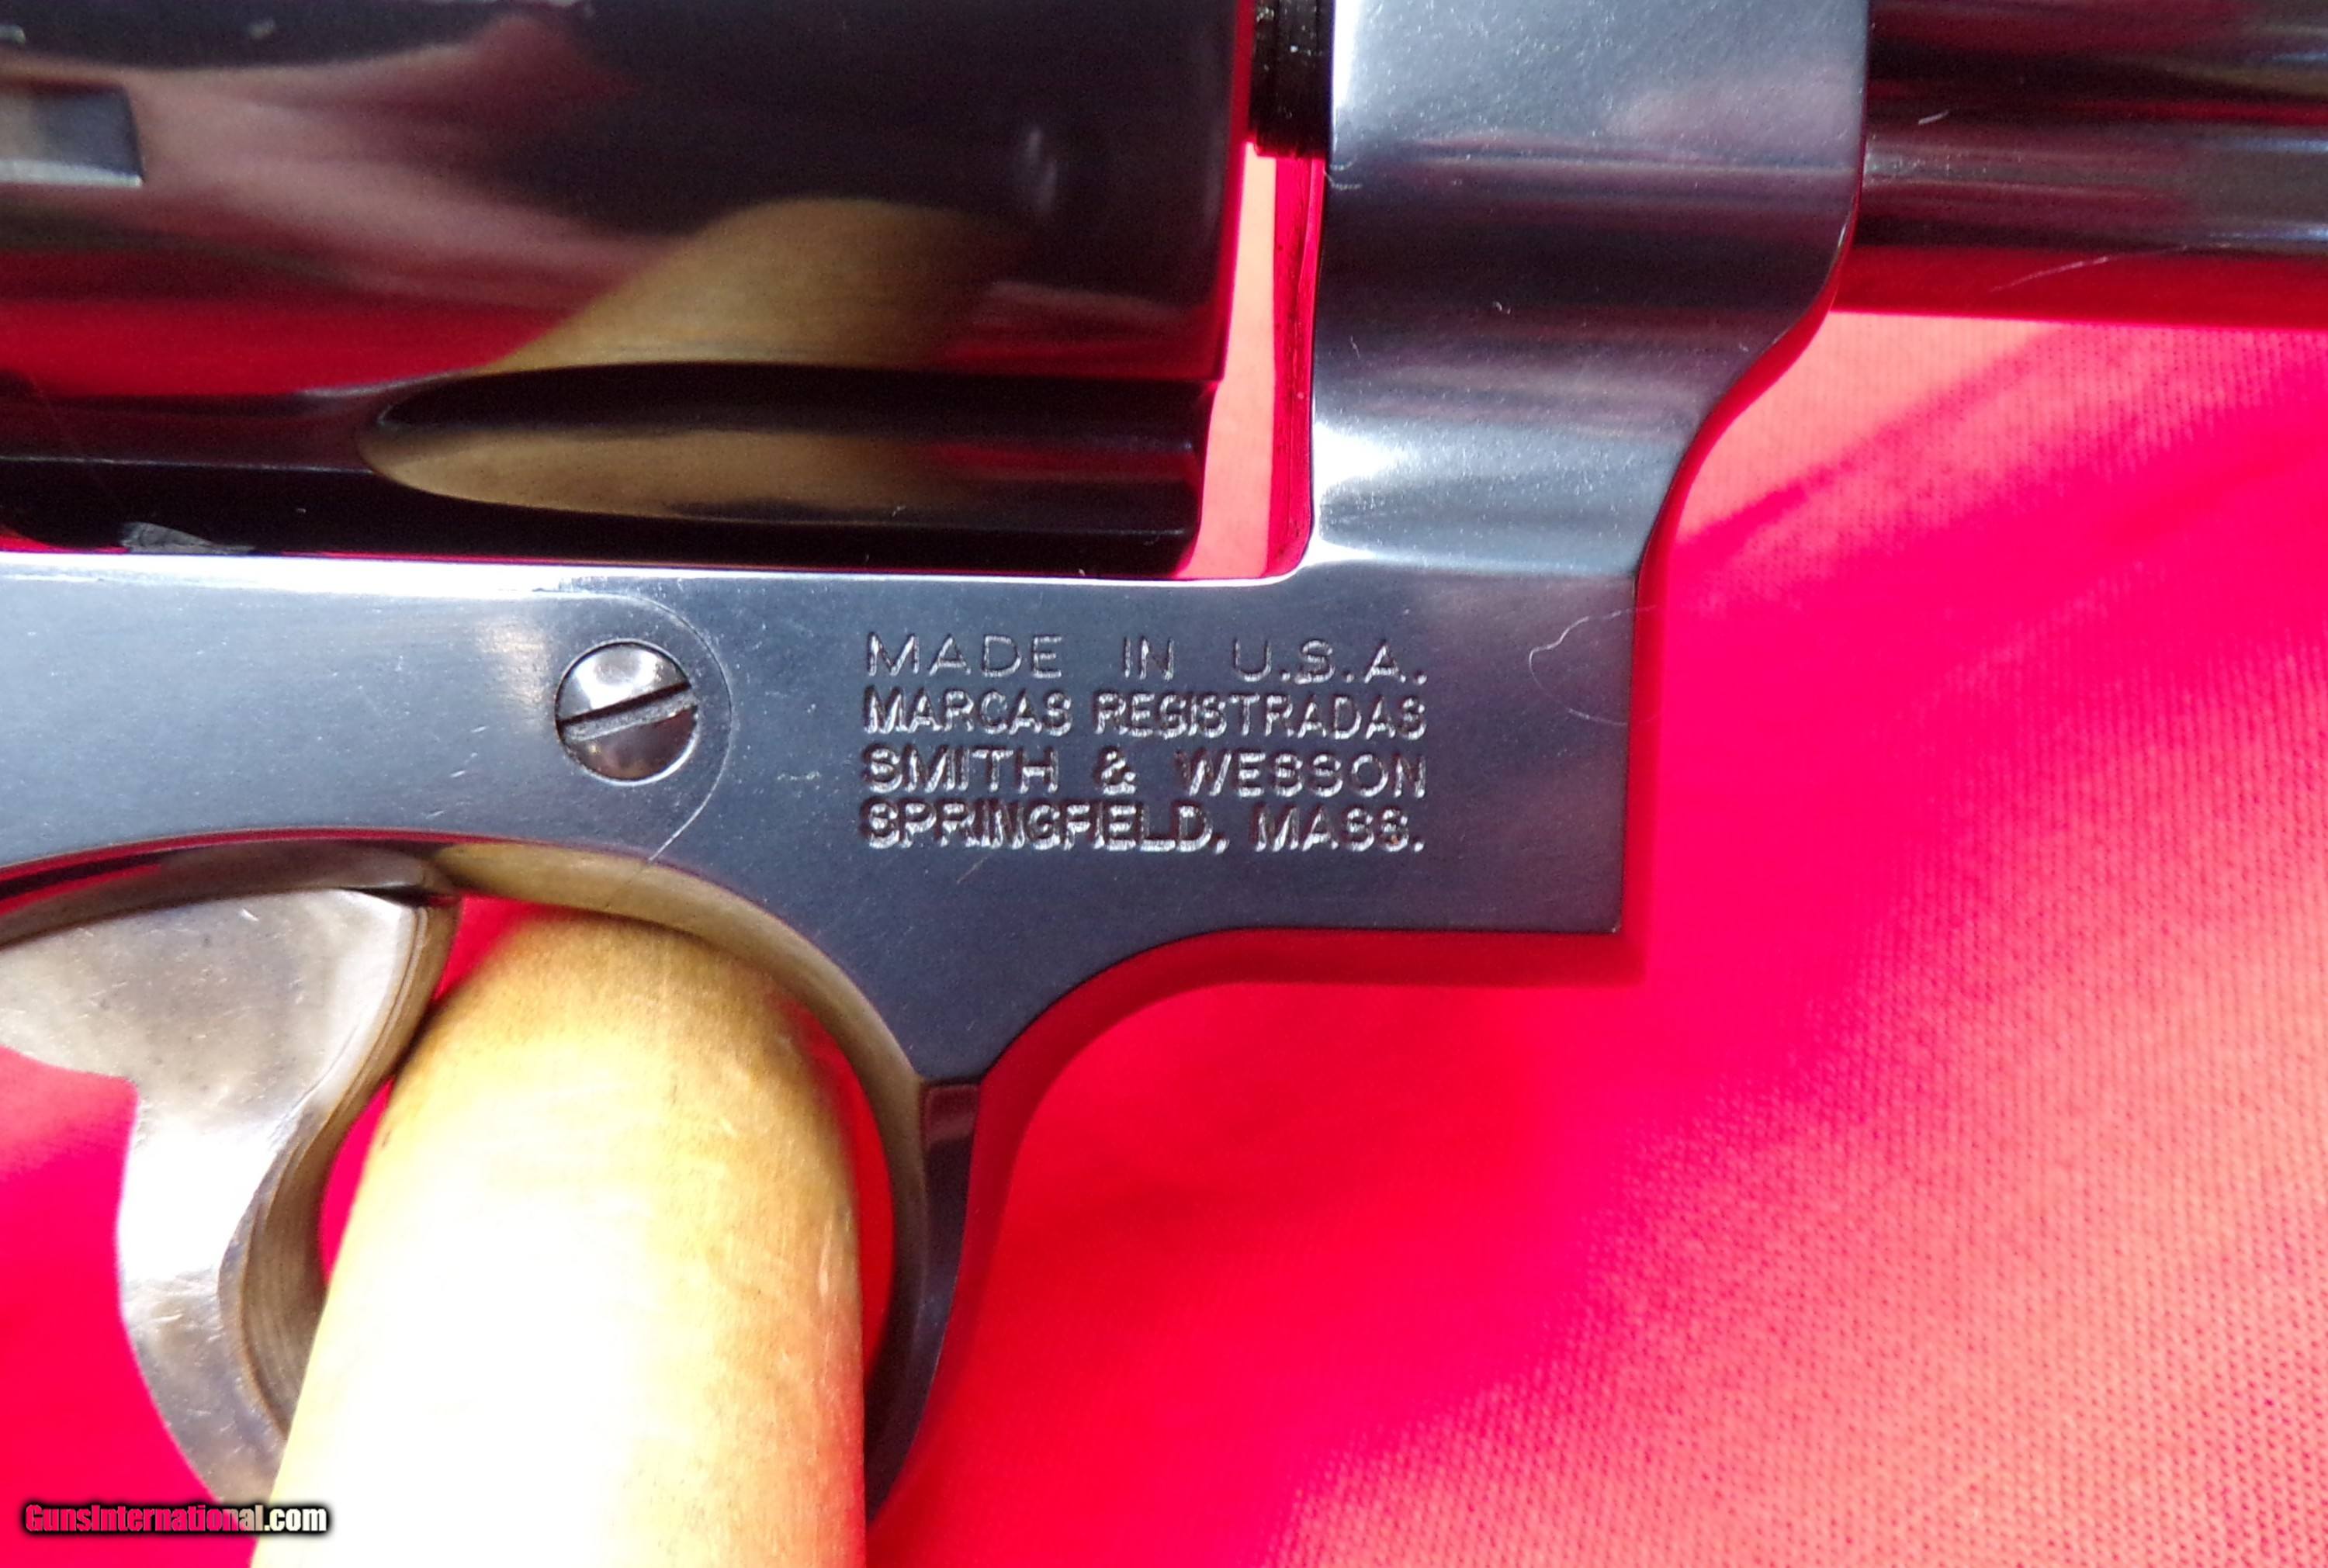 MADE IN U.S.A.
MARCAS REGISTRADAS
SMITH & WESSON
SPRINGFIELD, MASS.
GunsInternational.com